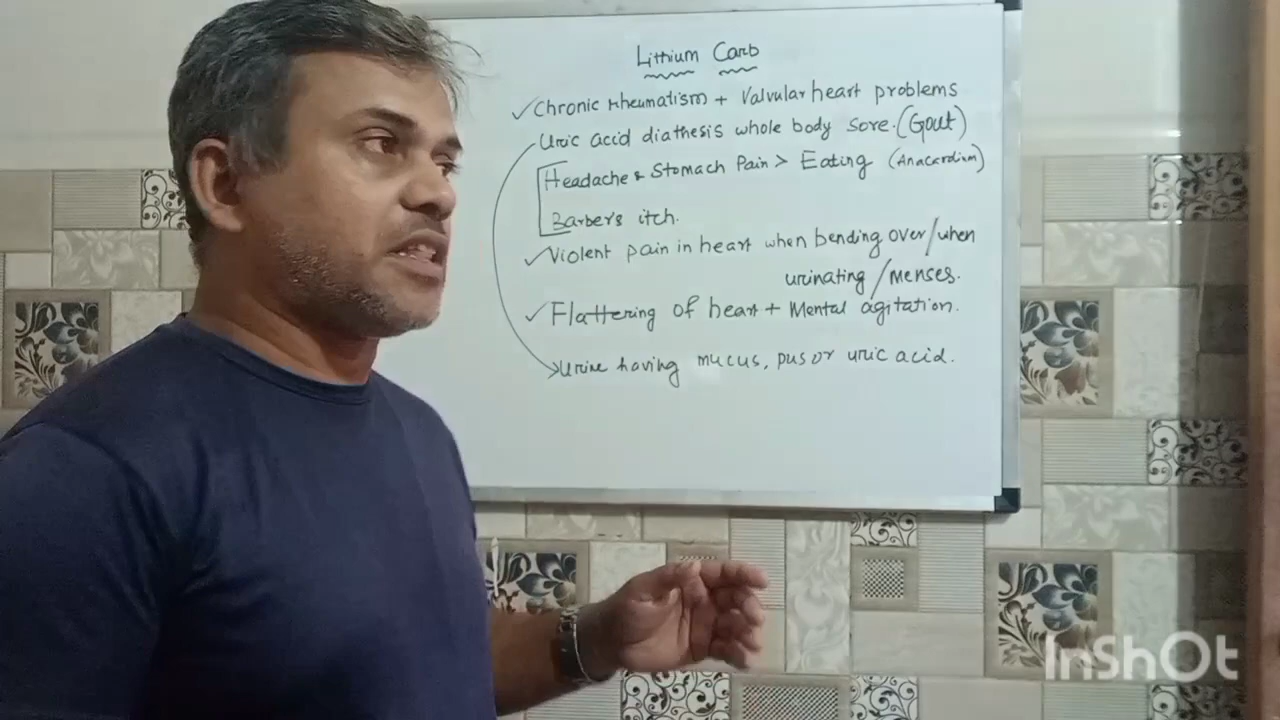 Lithium Carb
✓Chronic rheumatism + Valvular heart problems
Uric acid diathesis whole body sore. (Gout)
Headache & Stomach Pain > Eating (Anacardium)
Barbers itch.
✓Violent pain in heart when bending over/when
urinating/menses.
✓Flattering of heart + Mental agitation.
→Urine having mucus, pus or uric acid.
InShOt